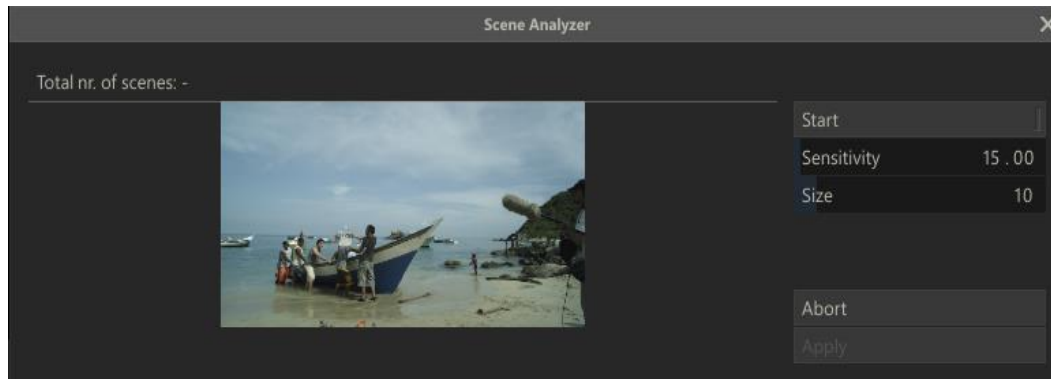 Scene Analyzer
Total nr. of scenes: -
Start
Sensitivity 15 . 00
Size 10
Abort
Apply